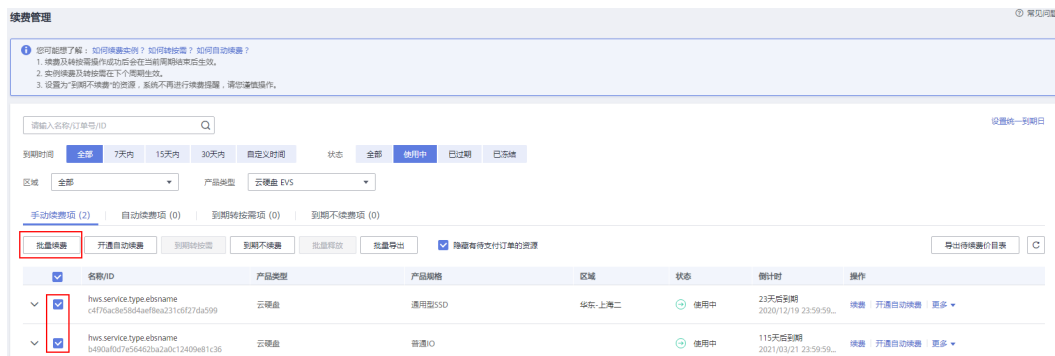 续费管理
常见问题
您可能想了解：如何续费实例？ 如何转按需？ 如何自动续费？
1. 续费及转按需操作成功后会在当前周期结束后生效。
2. 实例续费及转按需在下个周期生效。
3. 设置为"到期不续费"的资源，系统不再进行续费提醒，请您谨慎操作。
请输入名称/订单号/ID
设置统一到期日
到期时间 全部 7天内 15天内 30天内 自定义时间 状态 全部 使用中 已过期 已冻结
区域 全部 产品类型 云硬盘 EVS
手动续费项 (2) 自动续费项 (0) 到期转按需项 (0) 到期不续费项 (0)
批量续费 开通自动续费 到期转按需 到期不续费 批量释放 批量导出 隐藏有待支付订单的资源 导出待续费价目表
名称/ID 产品类型 产品规格 区域 状态 倒计时 操作
hws.service.type.ebsname 云硬盘 通用型SSD 华东-上海二 使用中 23天后到期 续费 开通自动续费 更多
c4f76ac8e58d4aef8ea231c6f27da599 2020/12/19 23:59:59...
hws.service.type.ebsname 云硬盘 普通IO 使用中 115天后到期 续费 开通自动续费 更多
b490af0d7e56462ba2a0c12409e81c36 2021/03/21 23:59:59...